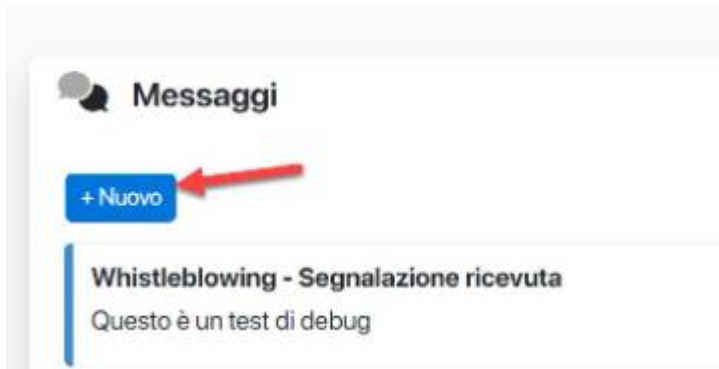 Messaggi
+ Nuovo
Whistleblowing - Segnalazione ricevuta
Questo è un test di debug